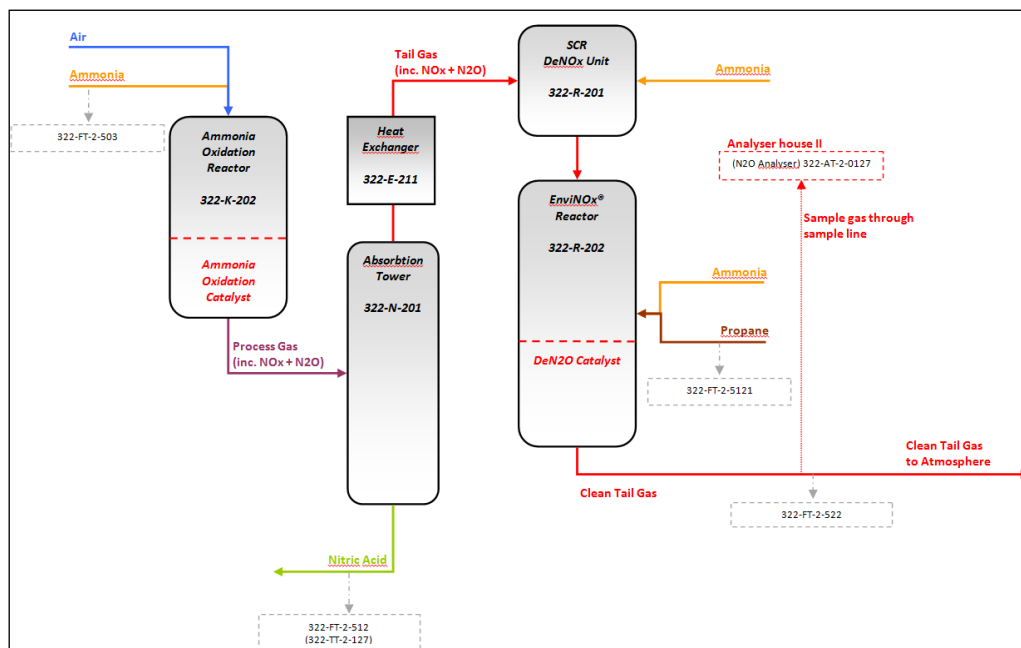 Air
Ammonia
322-FT-2-503
Ammonia
Oxidation
Reactor
322-K-202
Ammonia
Oxidation
Catalyst
Process Gas
(inc. NOx + N2O)
Tail Gas
(inc. NOx + N2O)
Heat
Exchanger
322-E-211
Absorbtion
Tower
322-N-201
Nitric Acid
322-FT-2-512
(322-TT-2-127)
SCR
DeNOx Unit
322-R-201
Ammonia
EnviNOx®
Reactor
322-R-202
DeN2O Catalyst
Ammonia
Propane
322-FT-2-5121
Analyser house II
(N2O Analyser) 322-AT-2-0127
Sample gas through
sample line
Clean Tail Gas
to Atmosphere
Clean Tail Gas
322-FT-2-522